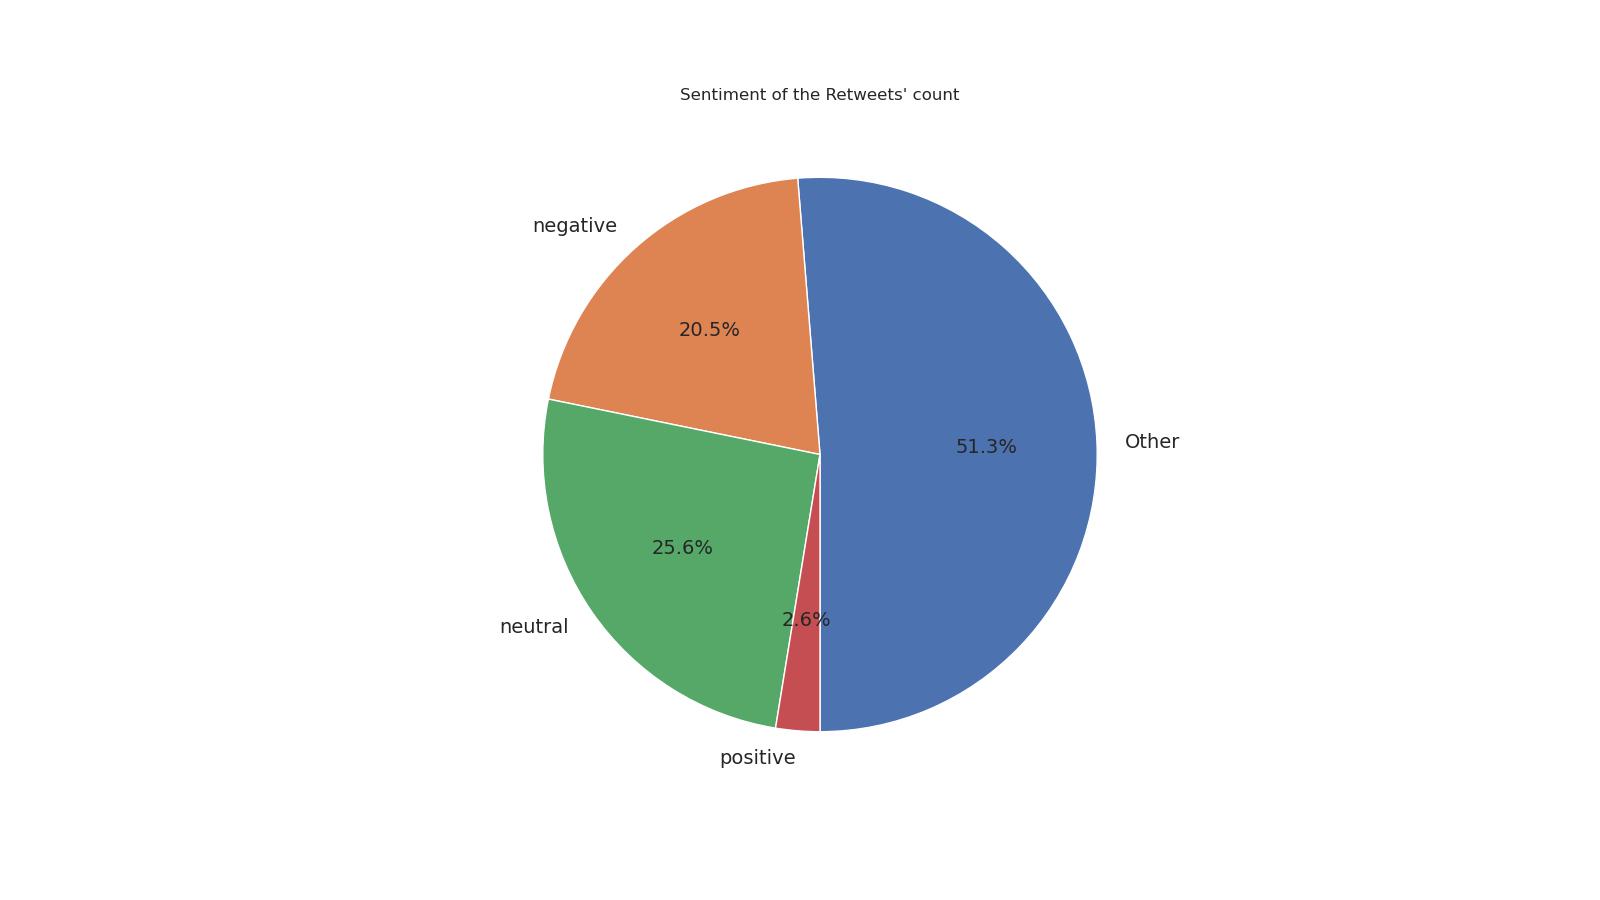 Sentiment of the Retweets' count
negative
20.5%
51.3%
Other
25.6%
neutral
2.6%
positive